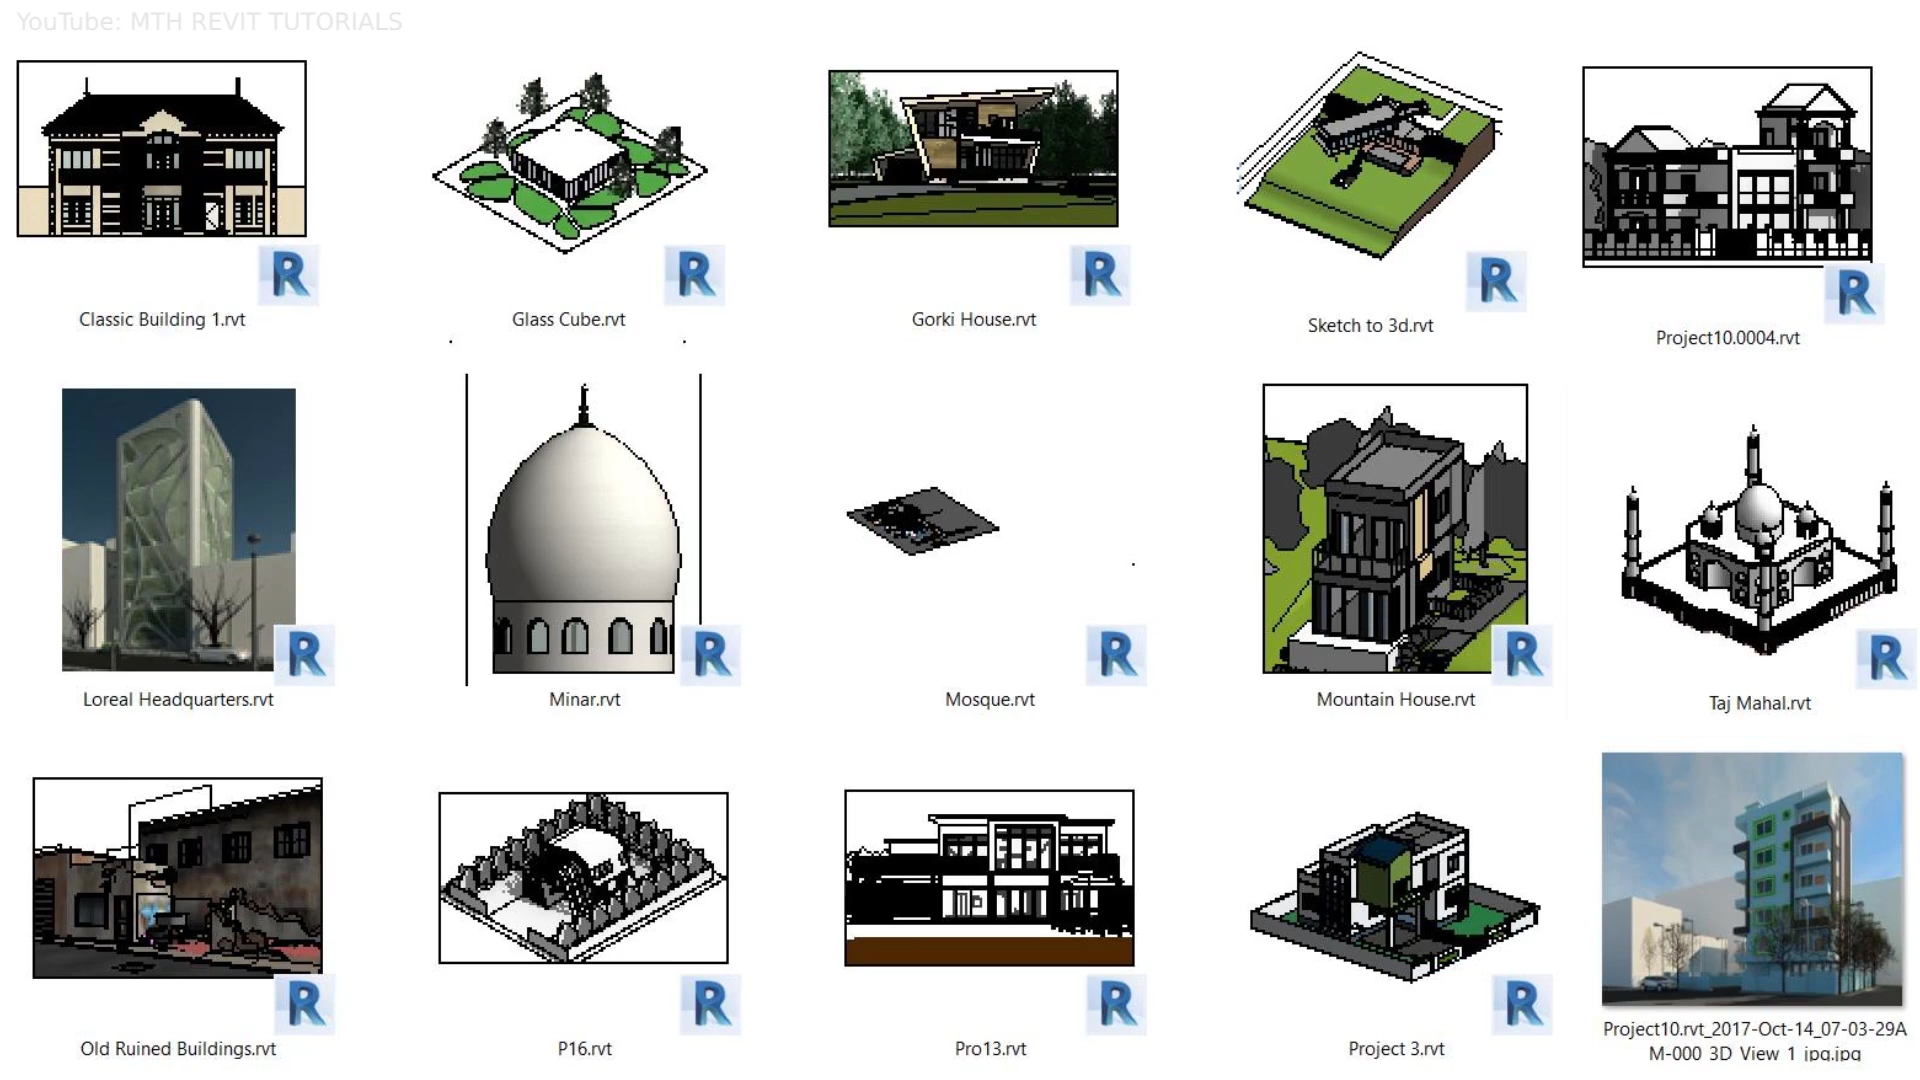 YouTube: MTH REVIT TUTORIALS
R
R
R
R
R
Classic Building 1.rvt
Glass Cube.rvt
Gorki House.rvt
Sketch to 3d.rvt
Project10.0004.rvt
R
R
R
R
R
Loreal Headquarters.rvt
Minar.rvt
Mosque.rvt
Mountain House.rvt
Taj Mahal.rvt
R
R
R
R
Old Ruined Buildings.rvt
P16.rvt
Pro13.rvt
Project 3.rvt
Project10.rvt_2017-Oct-14_07-03-29A
M-000_3D_View_1_jpg.jpg